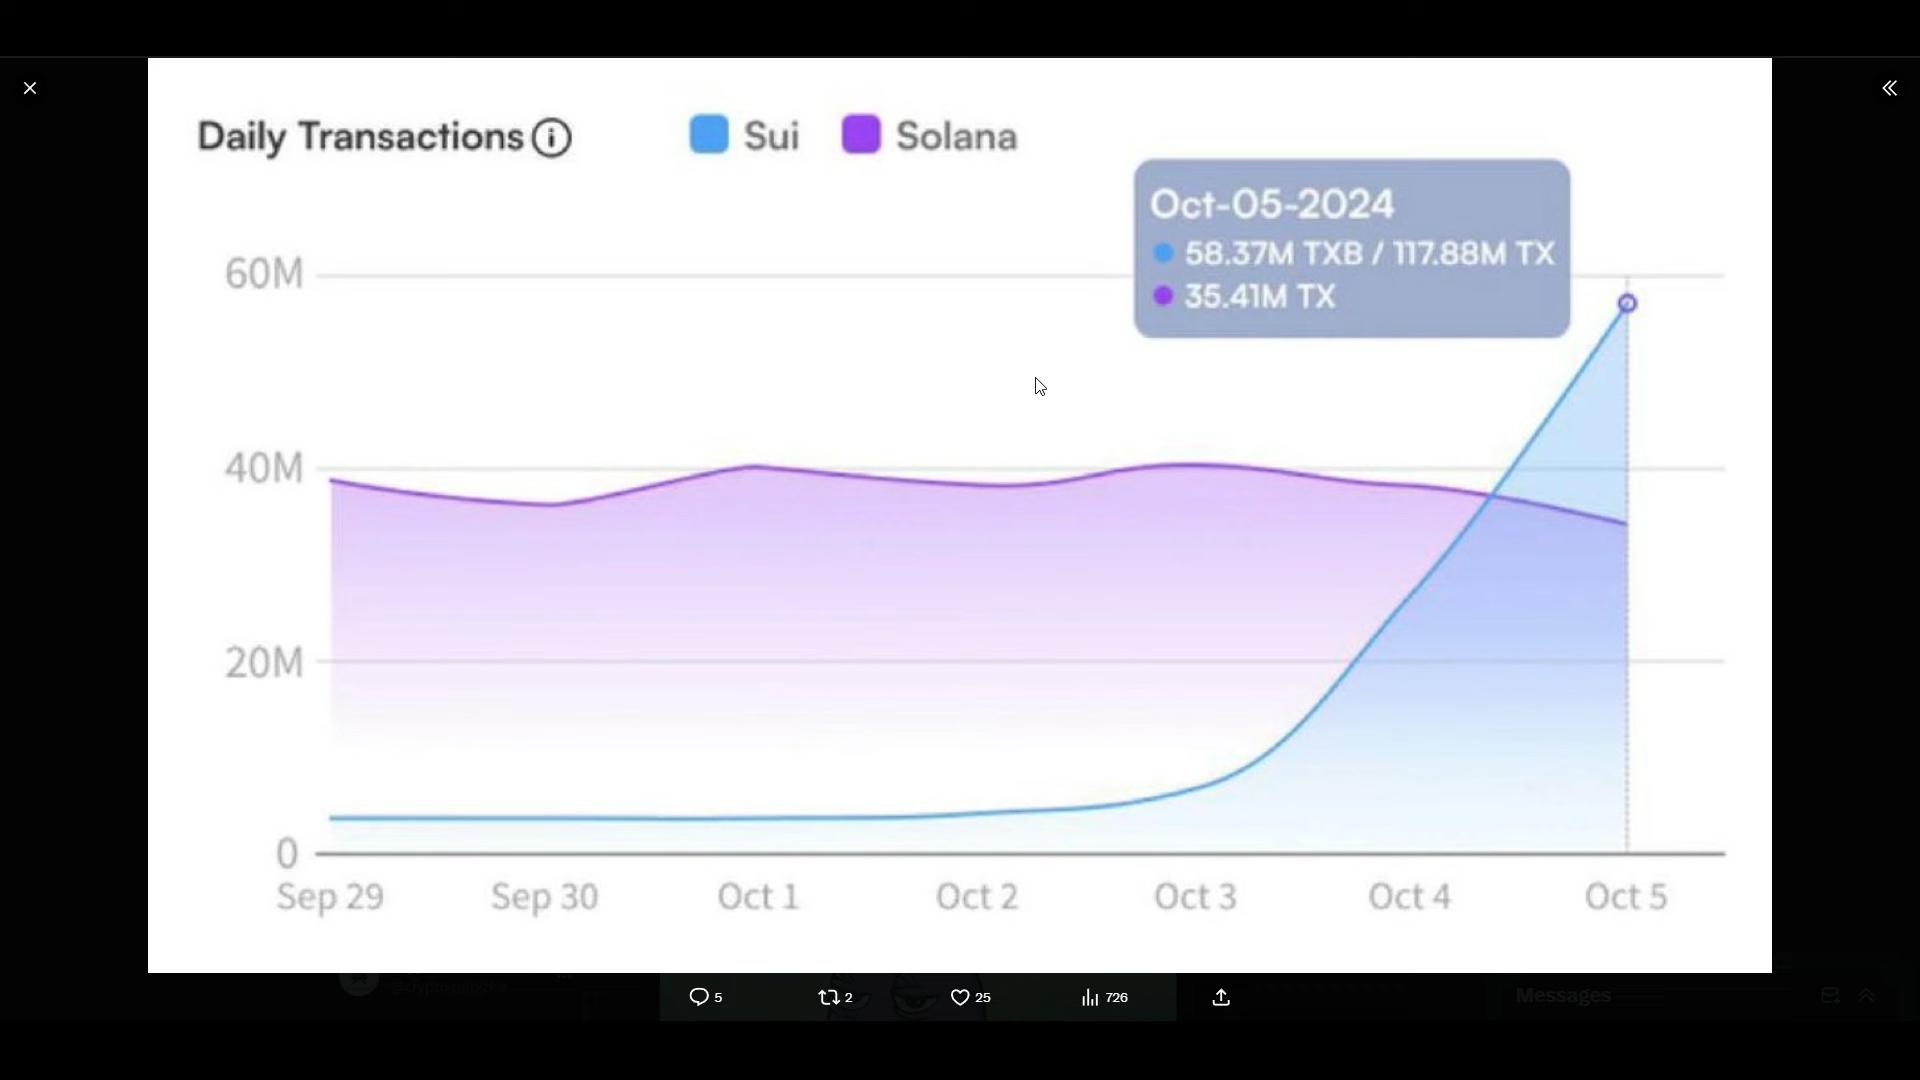 Daily Transactions
Sui
Solana
Oct-05-2024
58.37M TXB / 117.88M TX
35.41M TX
60M
40M
20M
0
Sep 29
Sep 30
Oct 1
Oct 2
Oct 3
Oct 4
Oct 5
5
2
25
726
Messages